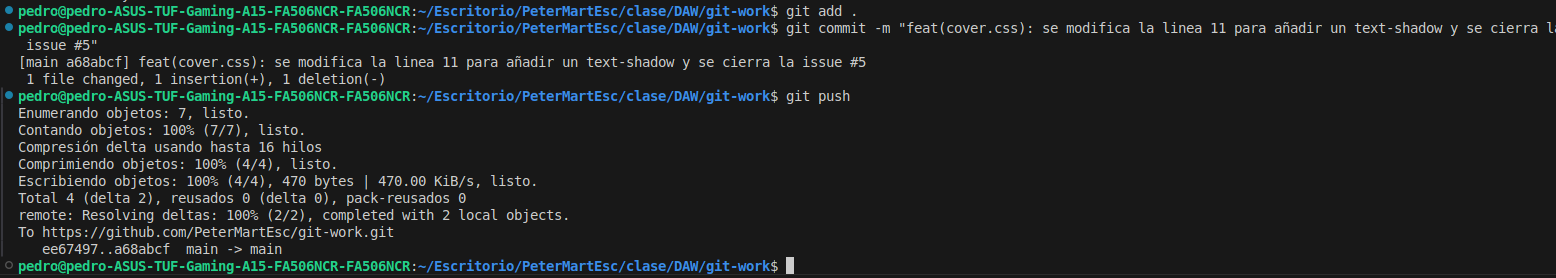 pedro@pedro-ASUS-TUF-Gaming-A15-FA506NCR-FA506NCR:~/Escritorio/PeterMartEsc/clase/DAW/git-work$ git add .
pedro@pedro-ASUS-TUF-Gaming-A15-FA506NCR-FA506NCR:~/Escritorio/PeterMartEsc/clase/DAW/git-work$ git commit -m "feat(cover.css): se modifica la linea 11 para añadir un text-shadow y se cierra la
issue #5"
[main a68abcf] feat(cover.css): se modifica la linea 11 para añadir un text-shadow y se cierra la issue #5
1 file changed, 1 insertion(+), 1 deletion(-)
pedro@pedro-ASUS-TUF-Gaming-A15-FA506NCR-FA506NCR:~/Escritorio/PeterMartEsc/clase/DAW/git-work$ git push
Enumerando objetos: 7, listo.
Contando objetos: 100% (7/7), listo.
Compresión delta usando hasta 16 hilos
Comprimiendo objetos: 100% (4/4), listo.
Escribiendo objetos: 100% (4/4), 470 bytes | 470.00 KiB/s, listo.
Total 4 (delta 2), reusados 0 (delta 0), pack-reusados 0
remote: Resolving deltas: 100% (2/2), completed with 2 local objects.
To https://github.com/PeterMartEsc/git-work.git
ee67497..a68abcf  main -> main
pedro@pedro-ASUS-TUF-Gaming-A15-FA506NCR-FA506NCR:~/Escritorio/PeterMartEsc/clase/DAW/git-work$